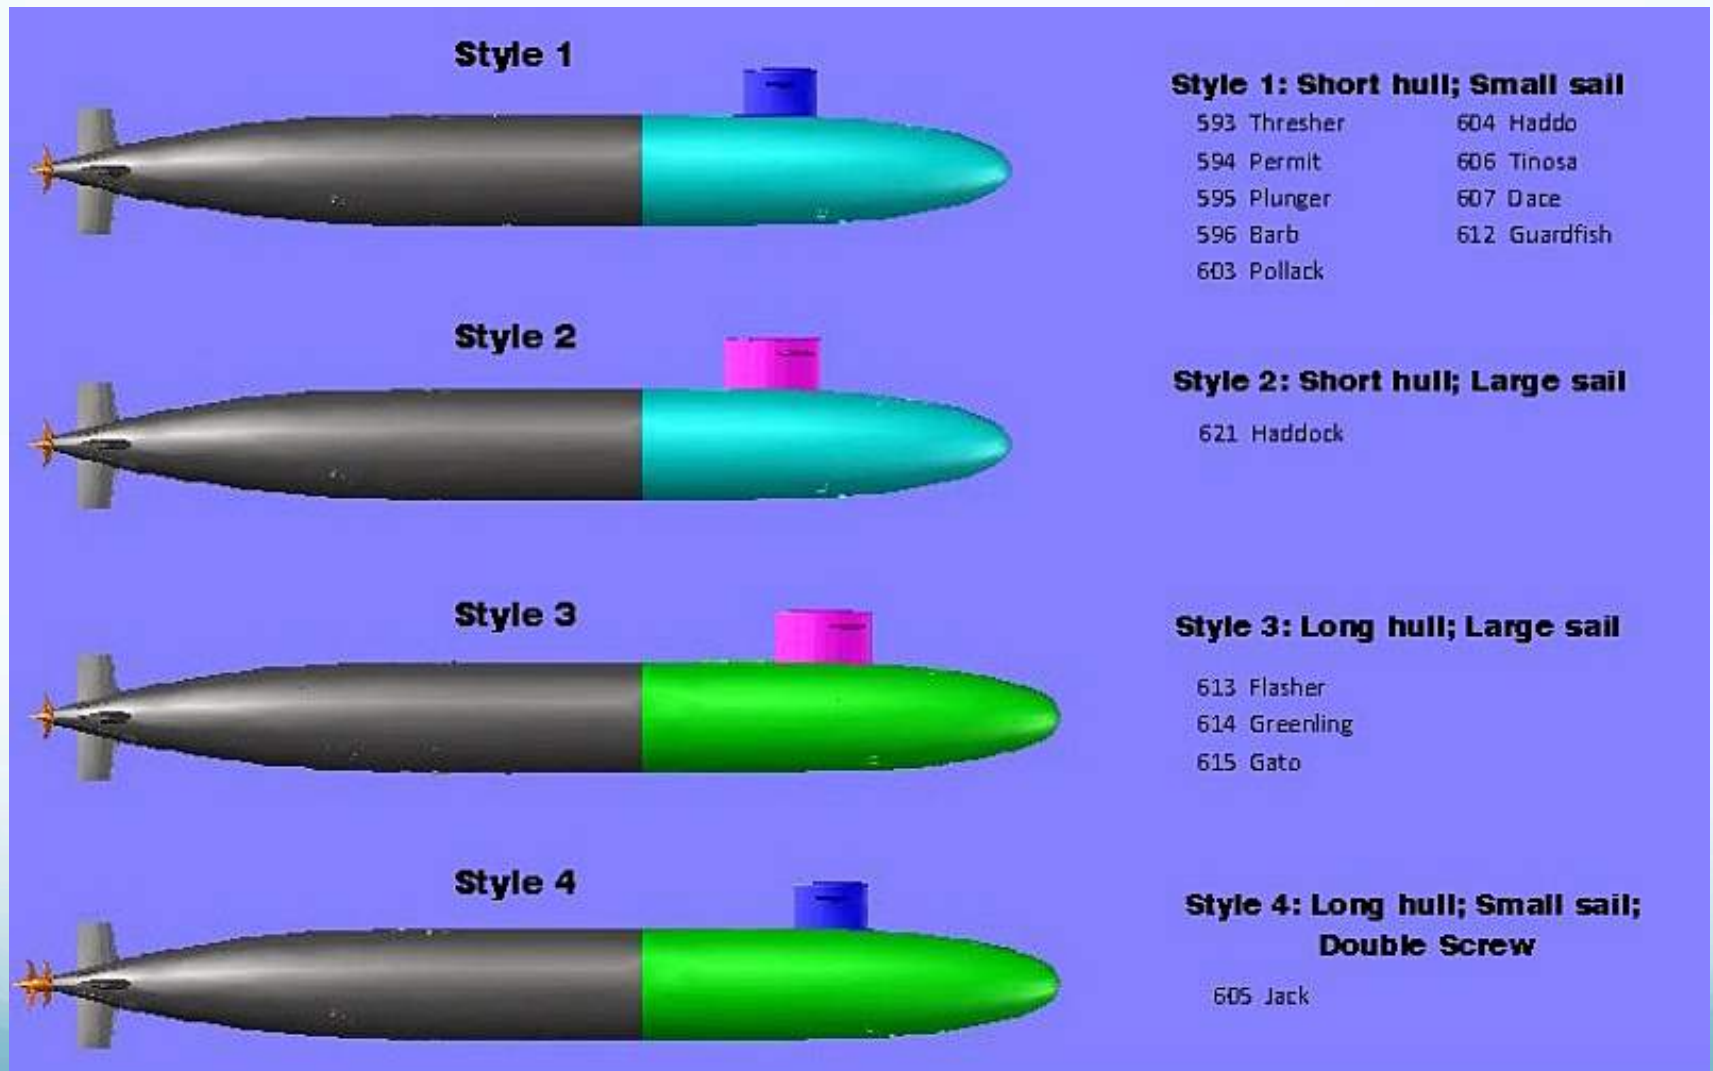 Style 1
Style 1: Short hull; Small sail
593 Thresher 604 Haddo
594 Permit 606 Tinosa
595 Plunger 607 Dace
596 Barb 612 Guardfish
603 Pollack
Style 2
Style 2: Short hull; Large sail
621 Haddock
Style 3
Style 3: Long hull; Large sail
613 Flasher
614 Greenling
615 Gato
Style 4
Style 4: Long hull; Small sail;
Double Screw
605 Jack